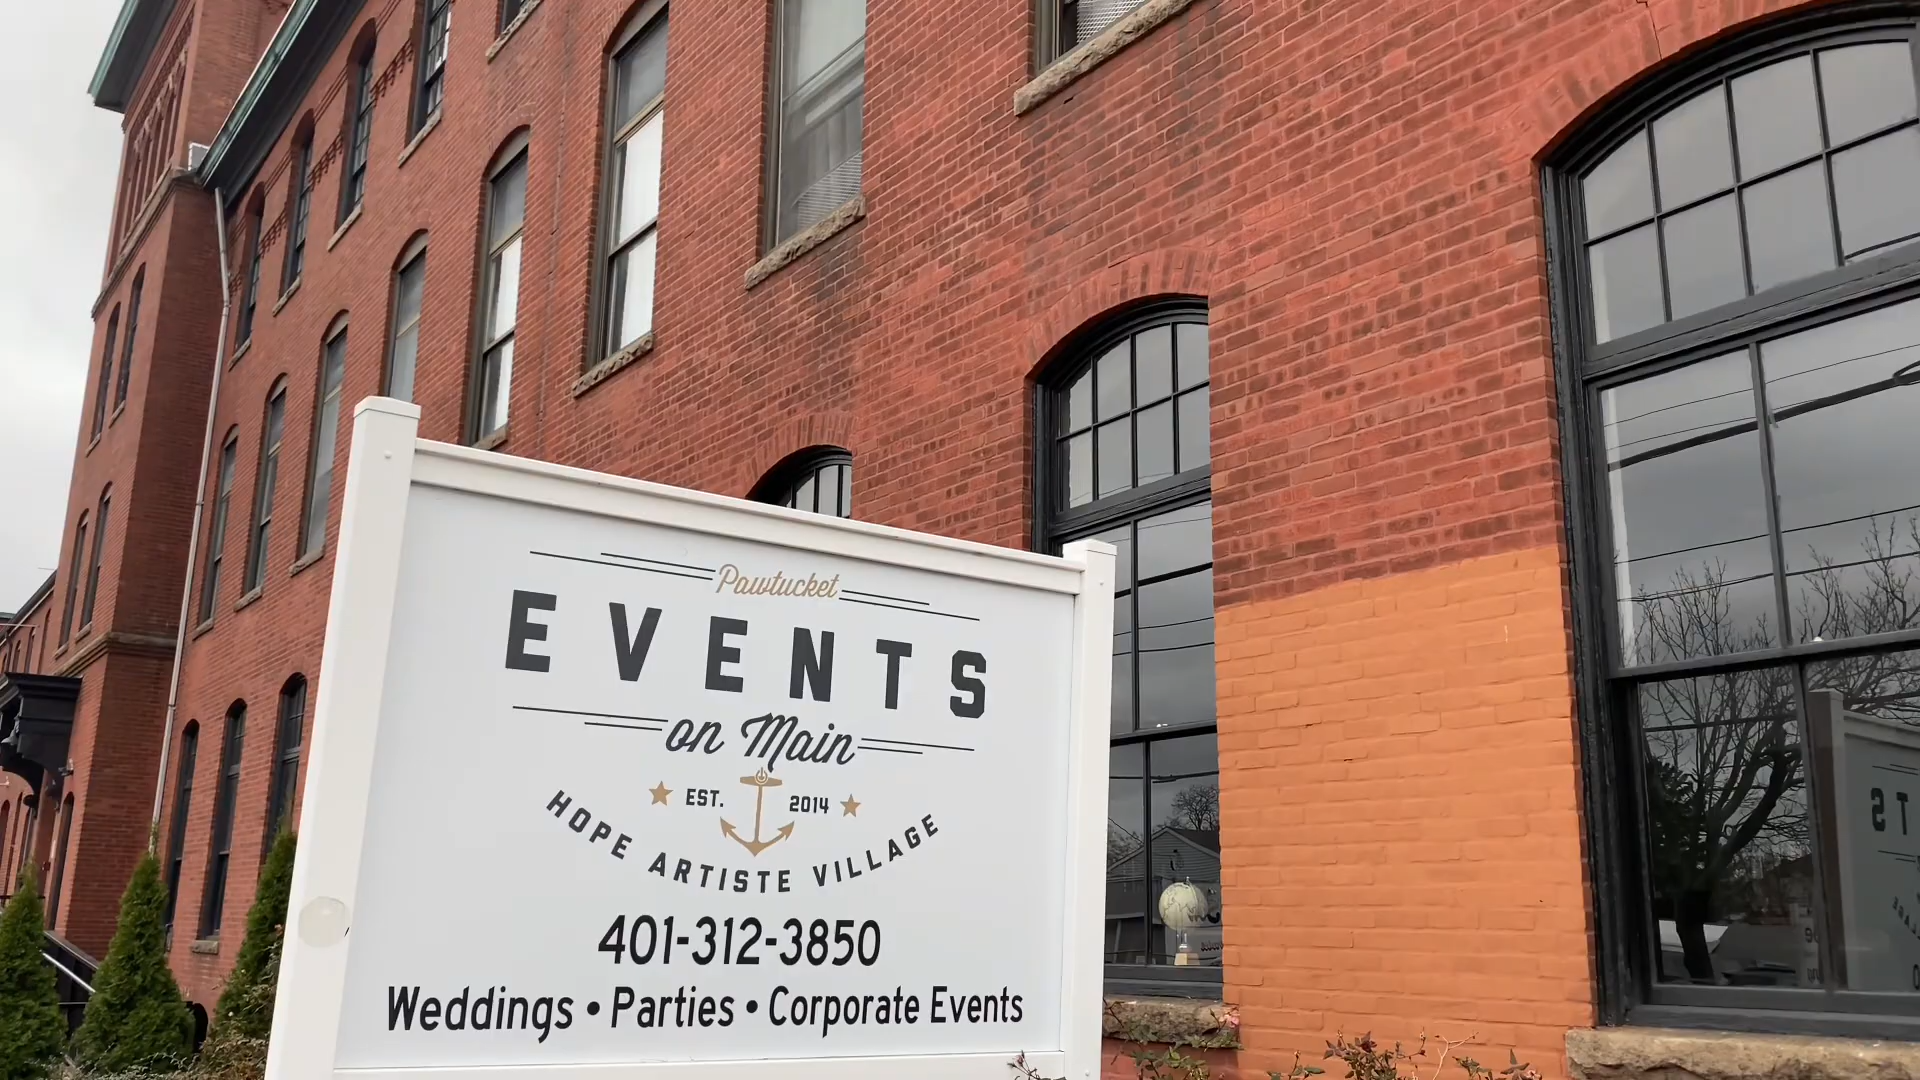 Pawtucket
EVENTS
on Main
EST. 2014
HOPE ARTISTE VILLAGE
401-312-3850
Weddings • Parties • Corporate Events